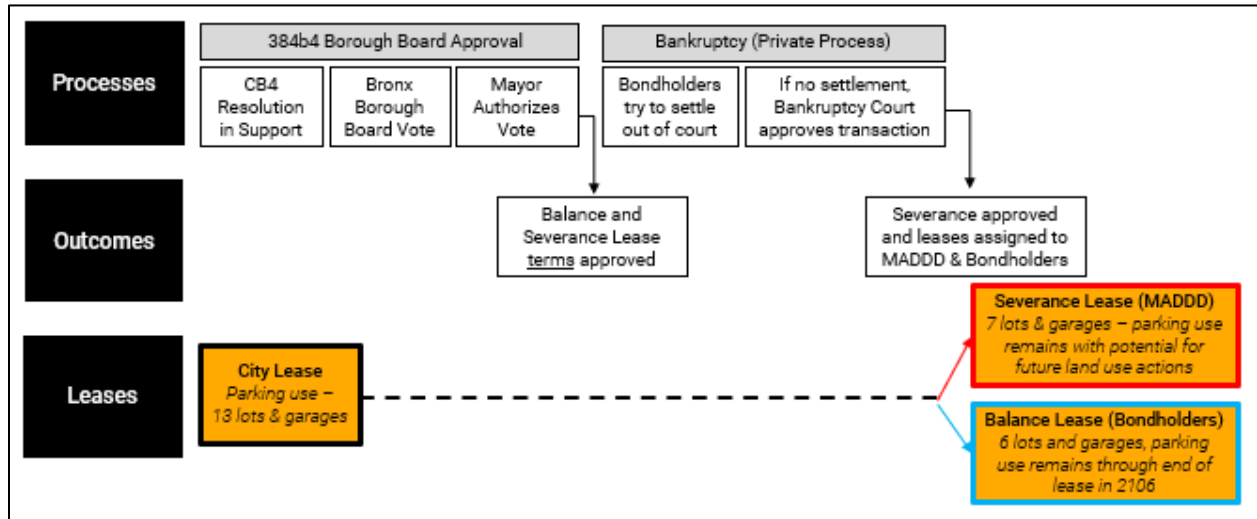 Processes
384b4 Borough Board Approval
CB4
Resolution
in Support
Bronx
Borough
Board Vote
Mayor
Authorizes
Vote
Bankruptcy (Private Process)
Bondholders
try to settle
out of court
If no settlement,
Bankruptcy Court
approves transaction
Outcomes
Balance and
Severance Lease
terms approved
Severance approved
and leases assigned to
MADDD & Bondholders
Leases
City Lease
Parking use –
13 lots & garages
Severance Lease (MADDD)
7 lots & garages – parking use
remains with potential for
future land use actions
Balance Lease (Bondholders)
6 lots and garages, parking
use remains through end of
lease in 2106